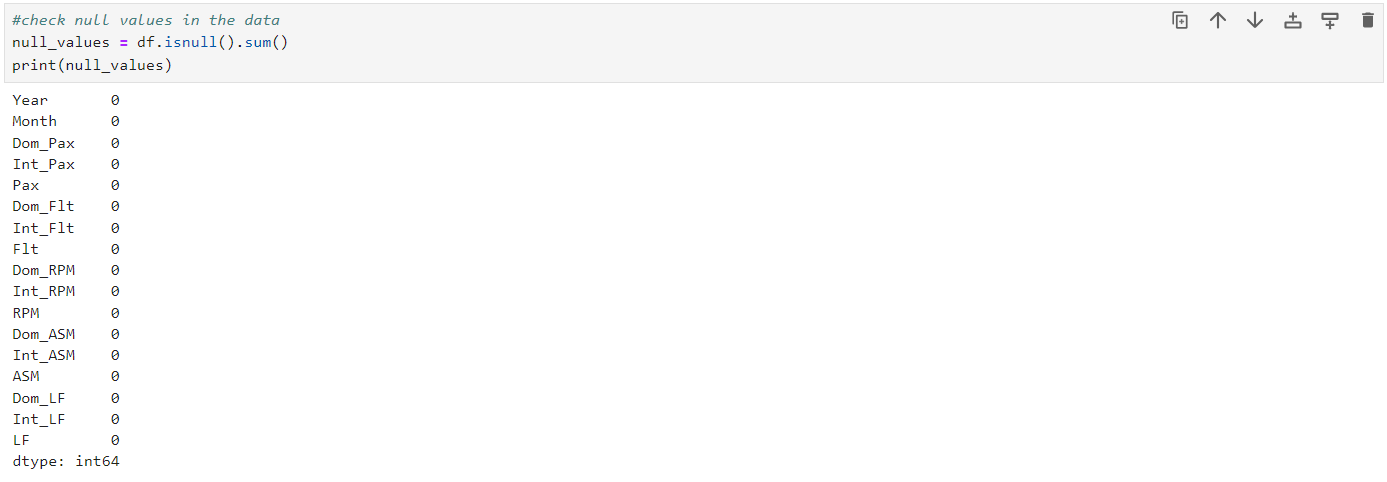 #check null values in the data
null_values = df.isnull().sum()
print(null_values)
Year 0
Month 0
Dom_Pax 0
Int_Pax 0
Pax 0
Dom_Flt 0
Int_Flt 0
Flt 0
Dom_RPM 0
Int_RPM 0
RPM 0
Dom_ASM 0
Int_ASM 0
ASM 0
Dom_LF 0
Int_LF 0
LF 0
dtype: int64